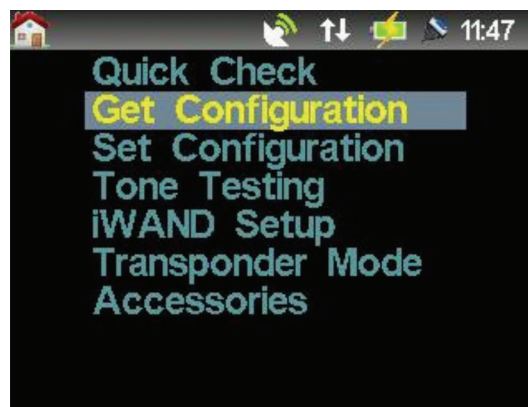 11:47
Quick Check
Get Configuration
Set Configuration
Tone Testing
iWAND Setup
Transponder Mode
Accessories